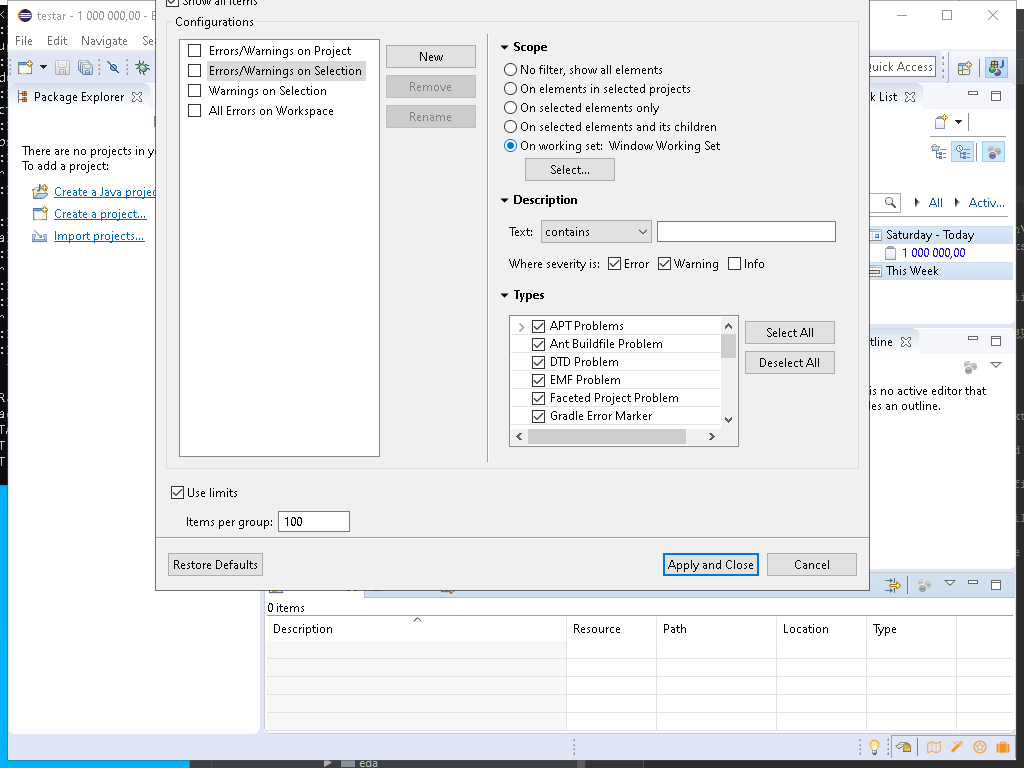 Show all items
testar - 1 000 000,00 - E
Configurations
File Edit Navigate Se
Errors/Warnings on Project
Errors/Warnings on Selection
Warnings on Selection
All Errors on Workspace
New
Remove
Rename
Scope
No filter, show all elements
On elements in selected projects
On selected elements only
On selected elements and its children
On working set: Window Working Set
Select...
Quick Access
Package Explorer
k List
There are no projects in y
To add a project:
Create a Java projec
Create a project...
Import projects...
Description
Text: contains
Where severity is: Error Warning Info
All Activ...
Saturday - Today
1 000 000,00
This Week
Types
APT Problems
Ant Buildfile Problem
DTD Problem
EMF Problem
Faceted Project Problem
Gradle Error Marker
Select All
Deselect All
tline
is no active editor that
les an outline.
Use limits
Items per group: 100
Restore Defaults
Apply and Close
Cancel
0 items
Description Resource Path Location Type
eda